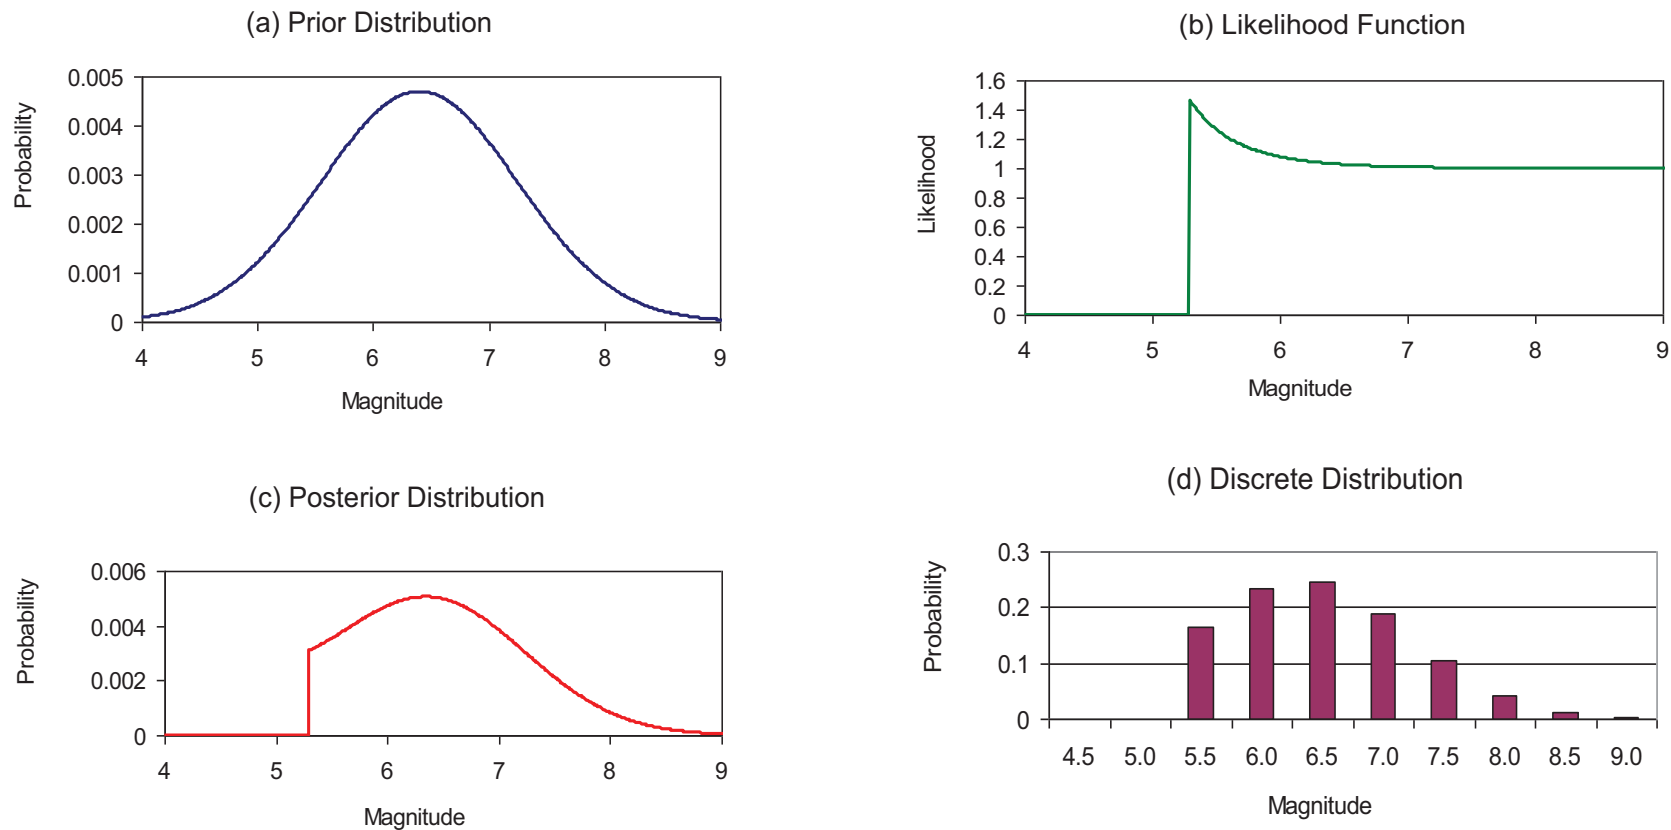 (a) Prior Distribution
Probability
0.005
0.004
0.003
0.002
0.001
0
4 5 6 7 8 9
Magnitude
(b) Likelihood Function
Likelihood
1.6
1.4
1.2
1
0.8
0.6
0.4
0.2
0
4 5 6 7 8 9
Magnitude
(c) Posterior Distribution
Probability
0.006
0.004
0.002
0
4 5 6 7 8 9
Magnitude
(d) Discrete Distribution
Probability
0.3
0.2
0.1
0
4.5 5.0 5.5 6.0 6.5 7.0 7.5 8.0 8.5 9.0
Magnitude